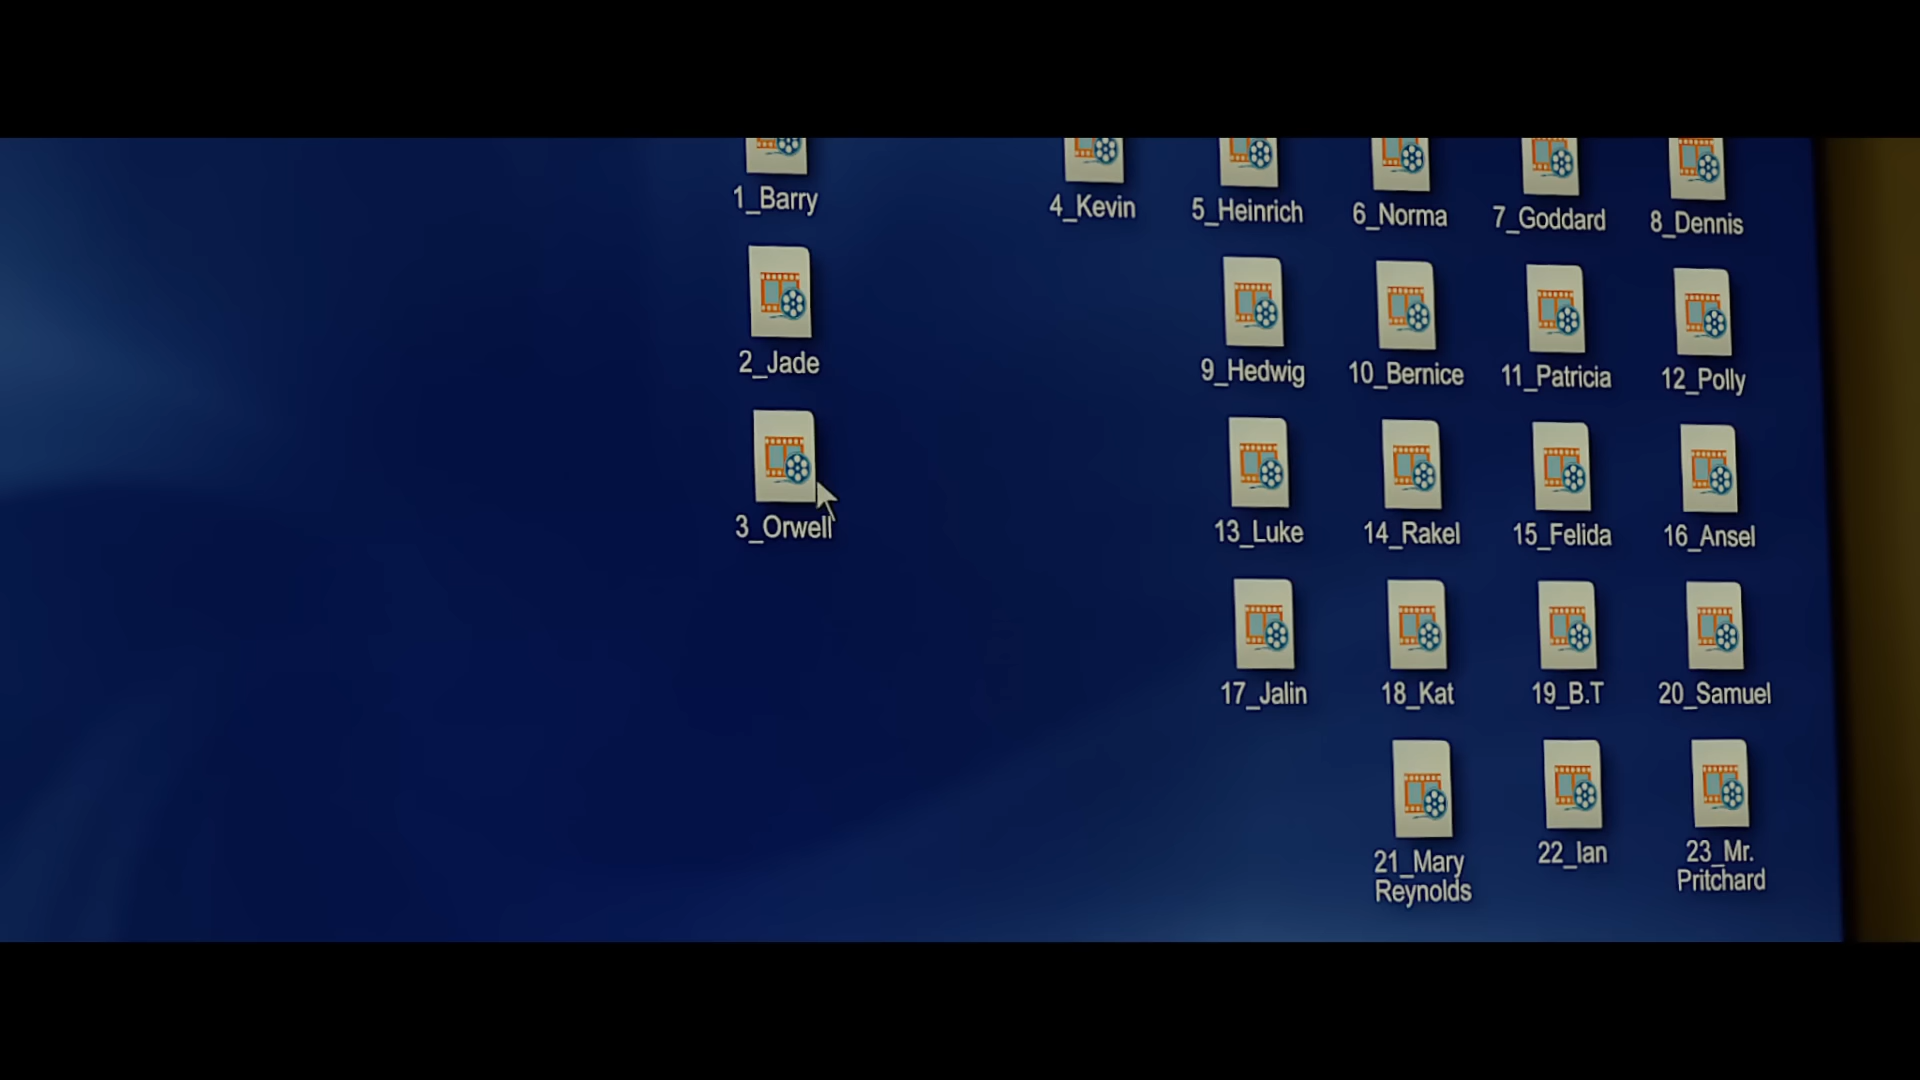 1_Barry
4_Kevin
5_Heinrich
6_Norma
7_Goddard
8_Dennis
2_Jade
9_Hedwig
10_Bernice
11_Patricia
12_Polly
3_Orwell
13_Luke
14_Rakel
15_Felida
16_Ansel
17_Jalin
18_Kat
19_B.T
20_Samuel
21_Mary
Reynolds
22_Ian
23_Mr.
Pritchard